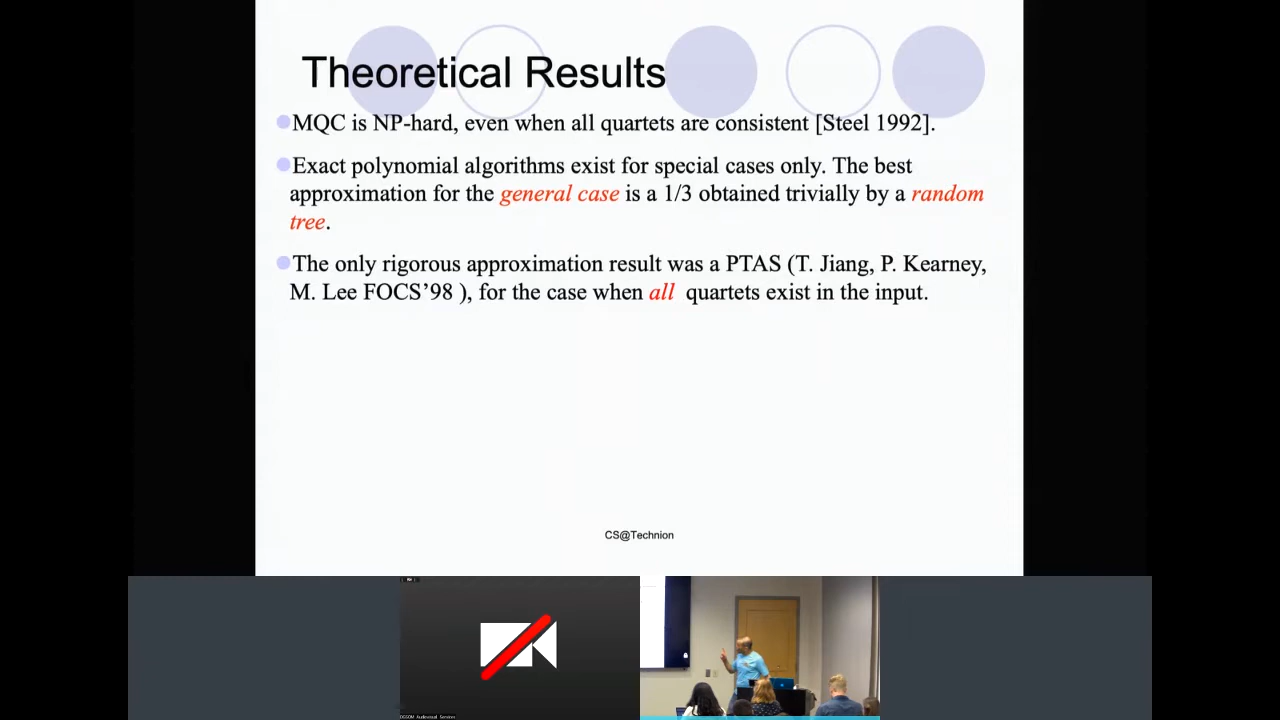 Theoretical Results
MQC is NP-hard, even when all quartets are consistent [Steel 1992].
Exact polynomial algorithms exist for special cases only. The best
approximation for the general case is a 1/3 obtained trivially by a random
tree.
The only rigorous approximation result was a PTAS (T. Jiang, P. Kearney,
M. Lee FOCS’98 ), for the case when all quartets exist in the input.
CS@Technion